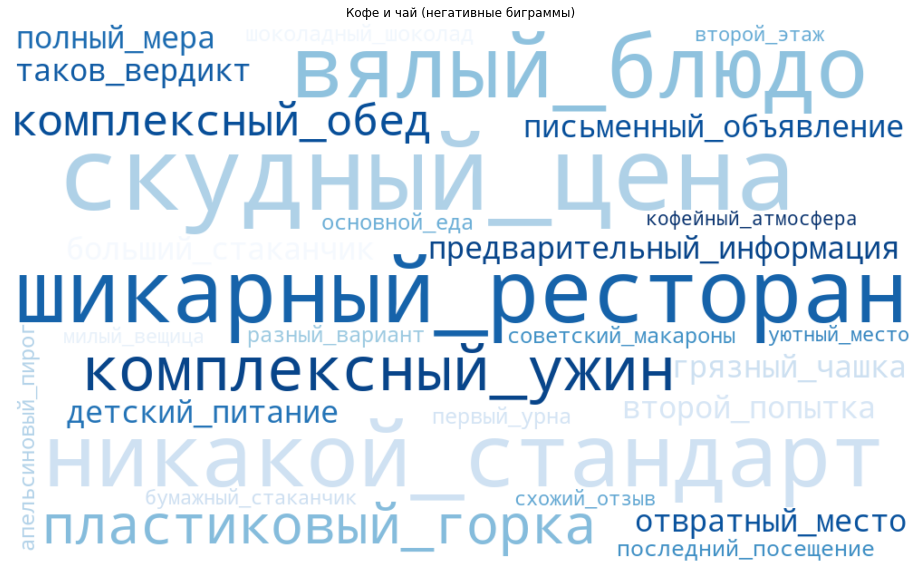 Кофе и чай (негативные биграммы)
полный_мера
шоколадный_шоколад
второй_этаж
вялый_блюдо
таков_вердикт
комплексный_обед
письменный_объявление
скудный_цена
основной_еда
кофейный_атмосфера
больший_стаканчик
предварительный_информация
шикарный_ресторан
милый_вещица
разный_вариант
советский_макароны
уютный_место
комплексный_ужин
грязный_чашка
детский_питание
первый_урна
второй_попытка
никакой_стандарт
апельсиновый_пирог
бумажный_стаканчик
схожий_отзыв
пластиковый_горка
отвратный_место
последний_посещение